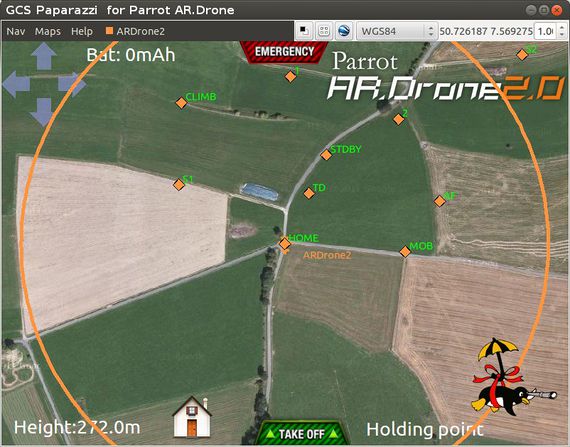 GCS Paparazzi for Parrot AR.Drone
Nav Maps Help ARDrone2 WGS84 50.726187 7.569275 1.0
Bat: 0mAh
EMERGENCY
Parrot
AR.Drone2.0
1
CLIMB
2
STDBY
S1
TD
AF
HOME
MOB
ARDrone2
Height:272.0m
TAKE OFF
Holding point